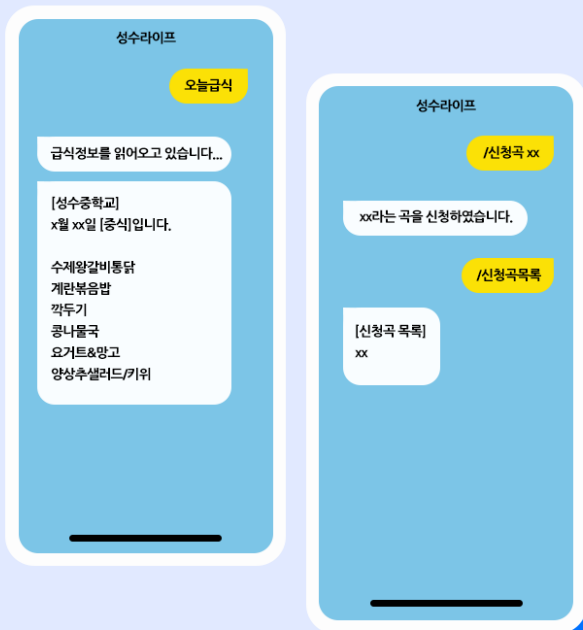 성수라이프
오늘급식
급식정보를 읽어오고 있습니다...
[성수중학교]
x월 xx일 [중식]입니다.
수제왕갈비통닭
계란볶음밥
깍두기
콩나물국
요거트&망고
양상추샐러드/키위
성수라이프
/신청곡 xx
xx라는 곡을 신청하였습니다.
/신청곡목록
[신청곡 목록]
xx